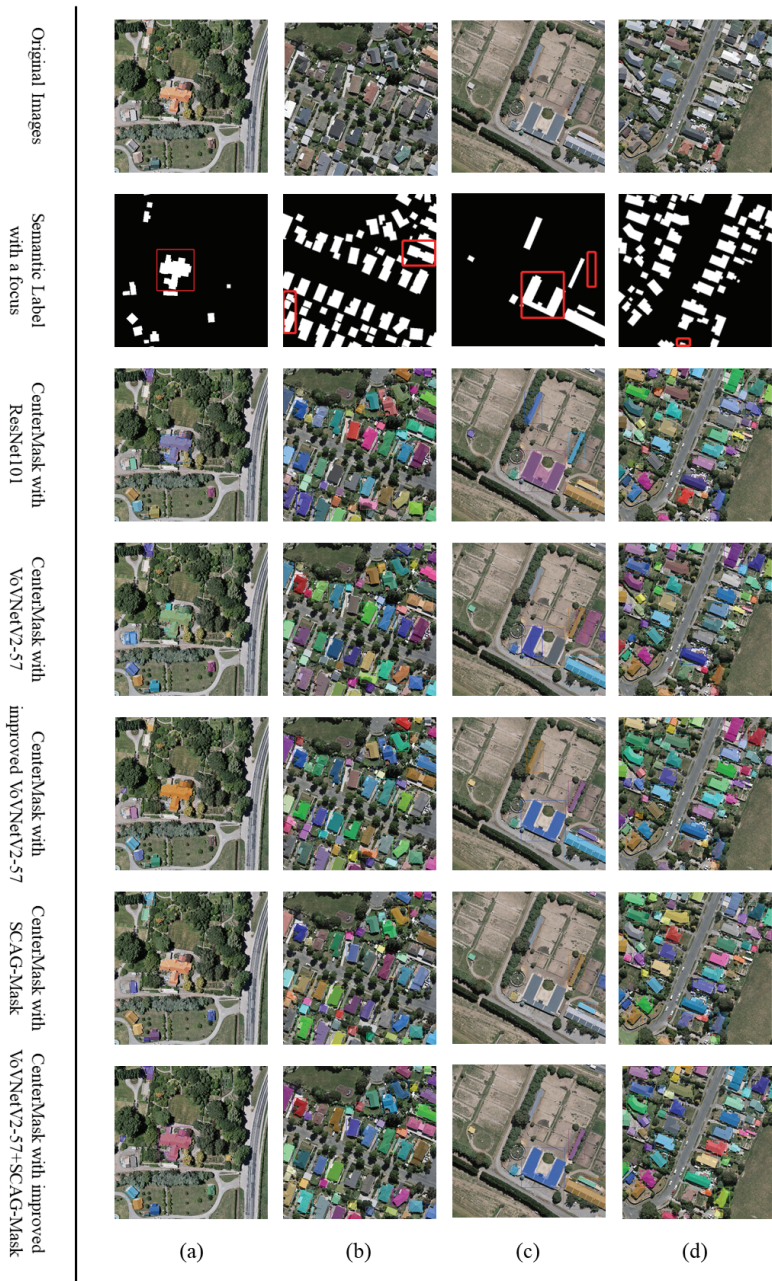 Original Images
Semantic Label
with a focus
CenterMask with
ResNet101
CenterMask with
VoVNetV2-57
CenterMask with
improved VoVNetV2-57
CenterMask with
SCAG-Mask
CenterMask with improved
VoVNetV2-57+SCAG-Mask
(a)
(b)
(c)
(d)